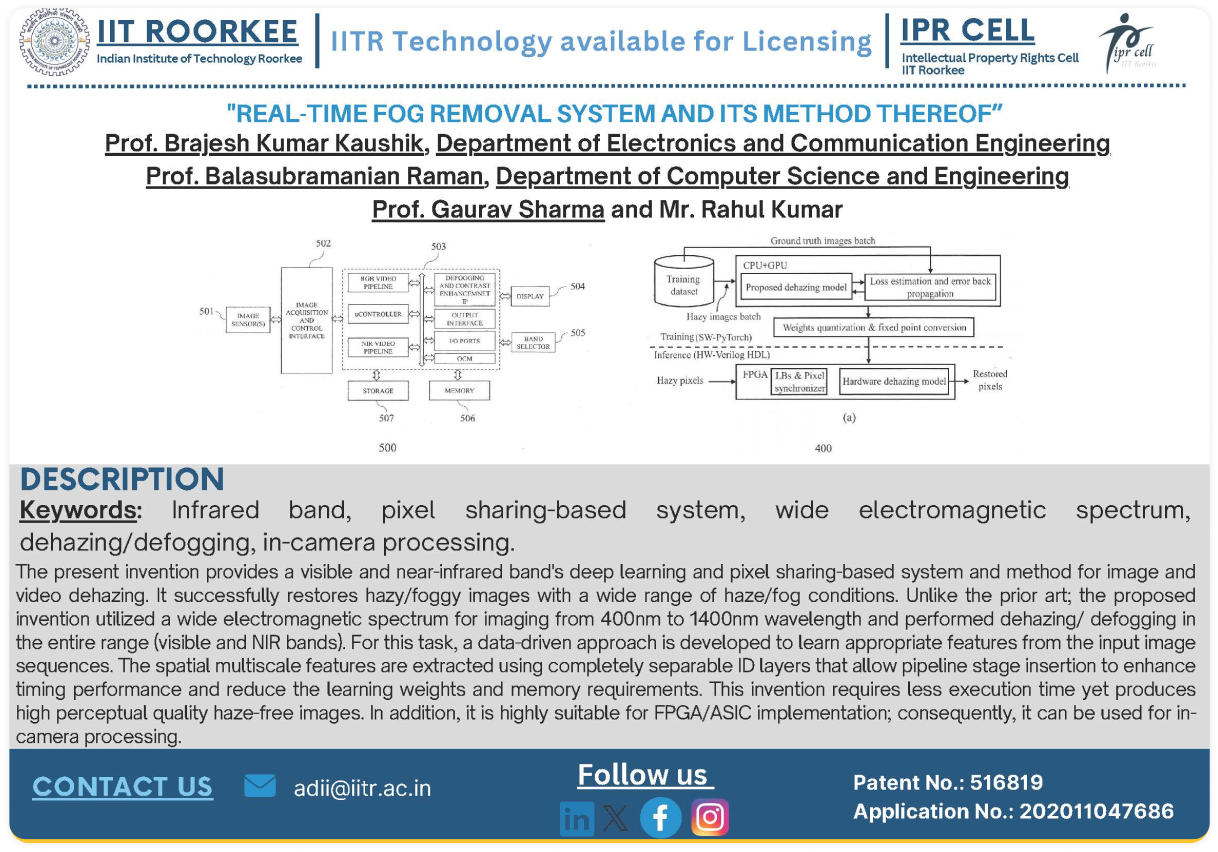 IIT ROORKEE
Indian Institute of Technology Roorkee
IITR Technology available for Licensing
IPR CELL
Intellectual Property Rights Cell
IIT Roorkee
ipr cell
IIT Roorkee
"REAL-TIME FOG REMOVAL SYSTEM AND ITS METHOD THEREOF”
Prof. Brajesh Kumar Kaushik, Department of Electronics and Communication Engineering
Prof. Balasubramanian Raman, Department of Computer Science and Engineering
Prof. Gaurav Sharma and Mr. Rahul Kumar
502
503
501
IMAGE
SENSOR(S)
IMAGE
ACQUISITION
AND
CONTROL
INTERFACE
RGB VIDEO
PIPELINE
μCONTROLLER
NIR VIDEO
PIPELINE
DEFOGGING
AND CONTRAST
ENHANCEMNET
IP
OUTPUT
INTERFACE
I/O PORTS
OCM
DISPLAY
504
BAND
SELECTOR
505
STORAGE
MEMORY
507
506
500
Ground truth images batch
Training
dataset
CPU+GPU
Proposed dehazing model
Loss estimation and error back
propagation
Hazy images batch
Weights quantization & fixed point conversion
Training (SW-PyTorch)
Inference (HW-Verilog HDL)
Hazy pixels
FPGA
LBs & Pixel
synchronizer
Hardware dehazing model
Restored
pixels
(a)
400
DESCRIPTION
Keywords: Infrared band, pixel sharing-based system, wide electromagnetic spectrum,
dehazing/defogging, in-camera processing.
The present invention provides a visible and near-infrared band's deep learning and pixel sharing-based system and method for image and
video dehazing. It successfully restores hazy/foggy images with a wide range of haze/fog conditions. Unlike the prior art; the proposed
invention utilized a wide electromagnetic spectrum for imaging from 400nm to 1400nm wavelength and performed dehazing/ defogging in
the entire range (visible and NIR bands). For this task, a data-driven approach is developed to learn appropriate features from the input image
sequences. The spatial multiscale features are extracted using completely separable ID layers that allow pipeline stage insertion to enhance
timing performance and reduce the learning weights and memory requirements. This invention requires less execution time yet produces
high perceptual quality haze-free images. In addition, it is highly suitable for FPGA/ASIC implementation; consequently, it can be used for in-
camera processing.
CONTACT US
adii@iitr.ac.in
Follow us
Patent No.: 516819
Application No.: 202011047686